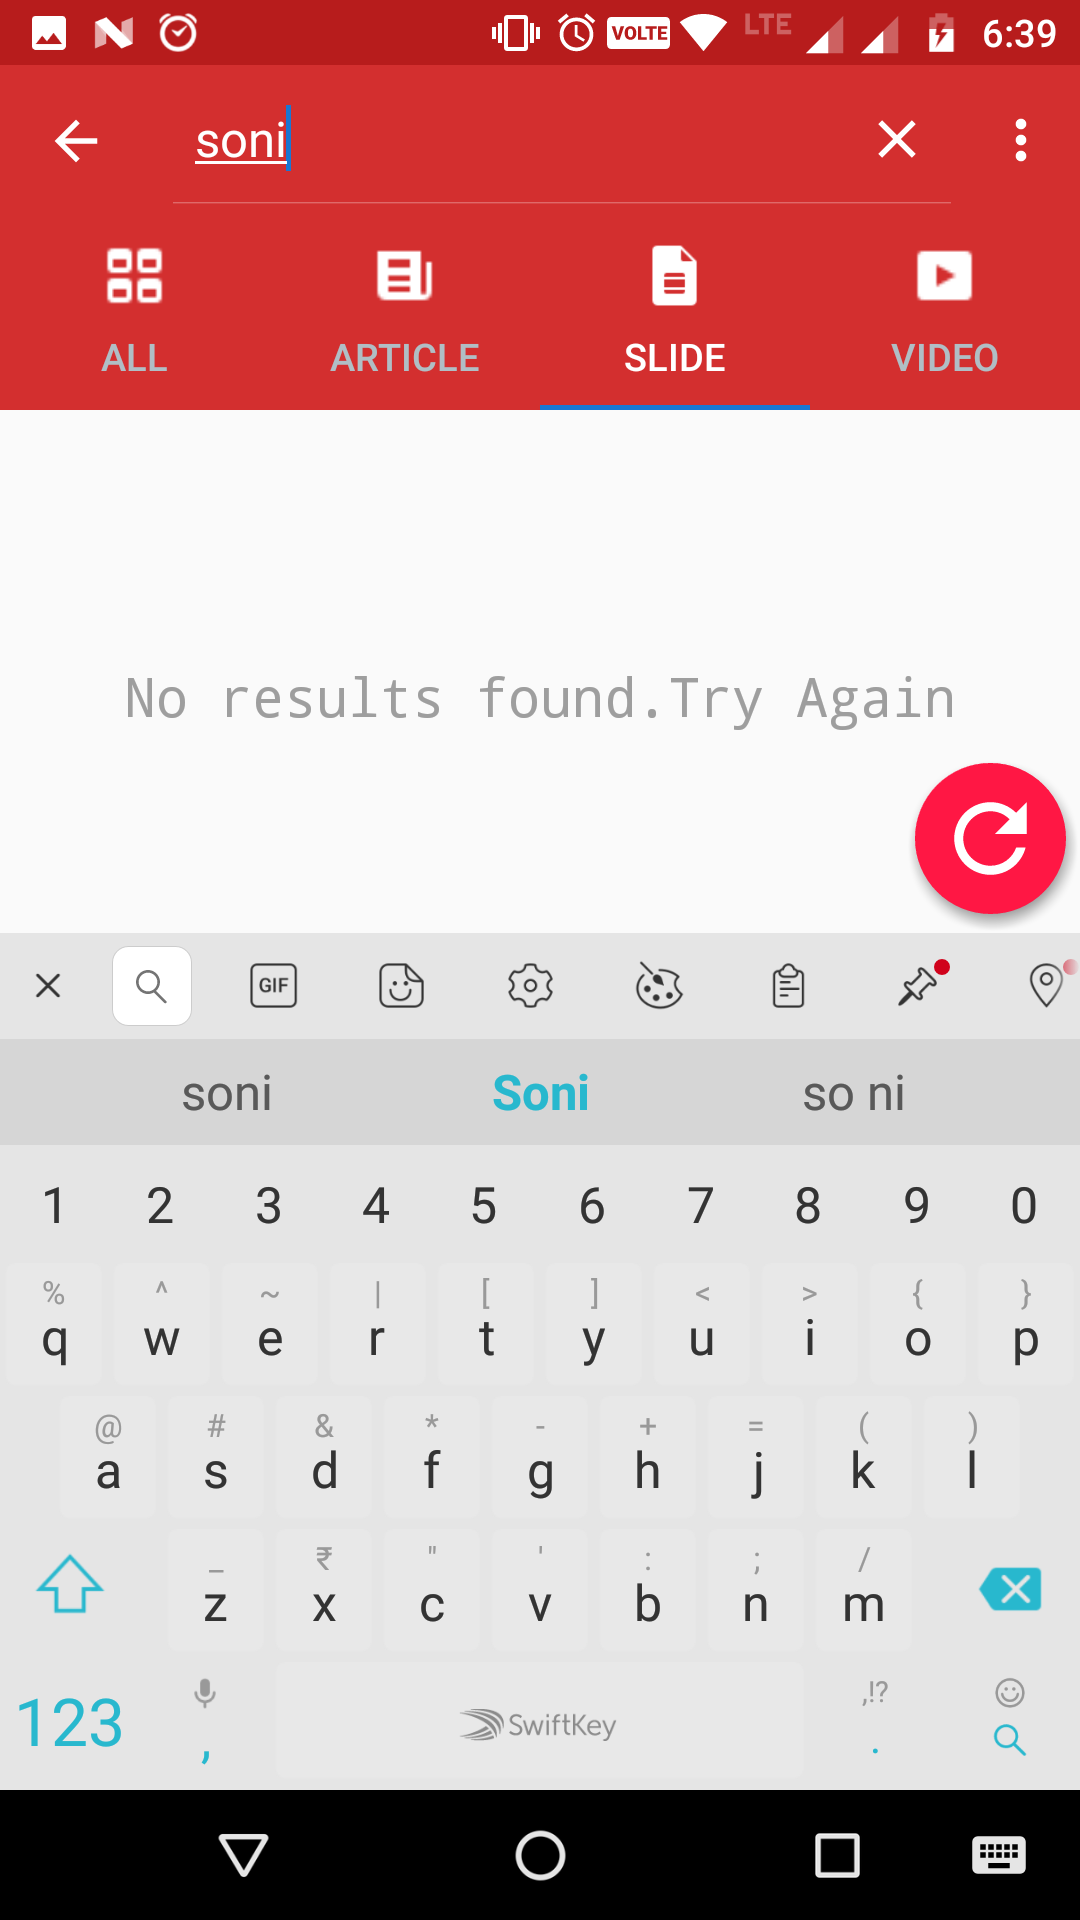 VOLTE LTE 6:39
soni
ALL ARTICLE SLIDE VIDEO
No results found.Try Again
GIF
soni Soni so ni
1 2 3 4 5 6 7 8 9 0
% ^ ~ | [ ] < > { }
q w e r t y u i o p
@ # & * - + = ( )
a s d f g h j k l
_ ₹ " ' : ; /
z x c v b n m
,!?
123 , SwiftKey .